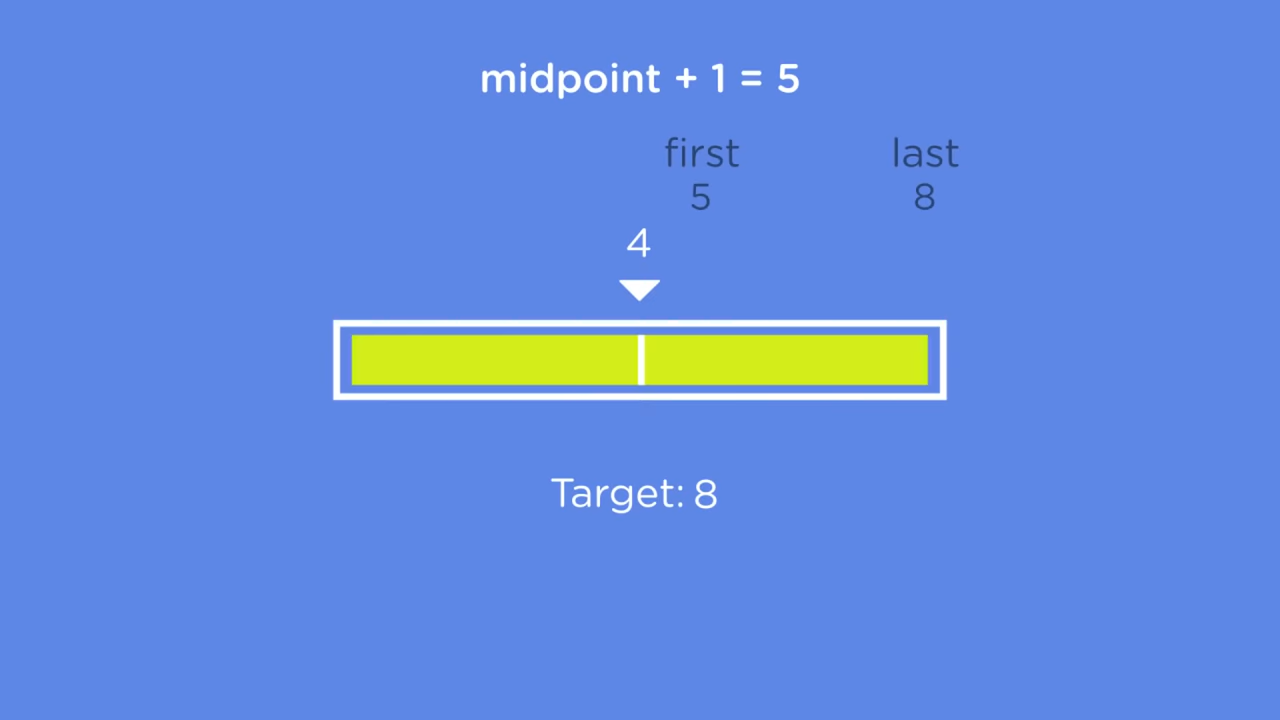 midpoint + 1 = 5
first last
5 8
4
Target: 8